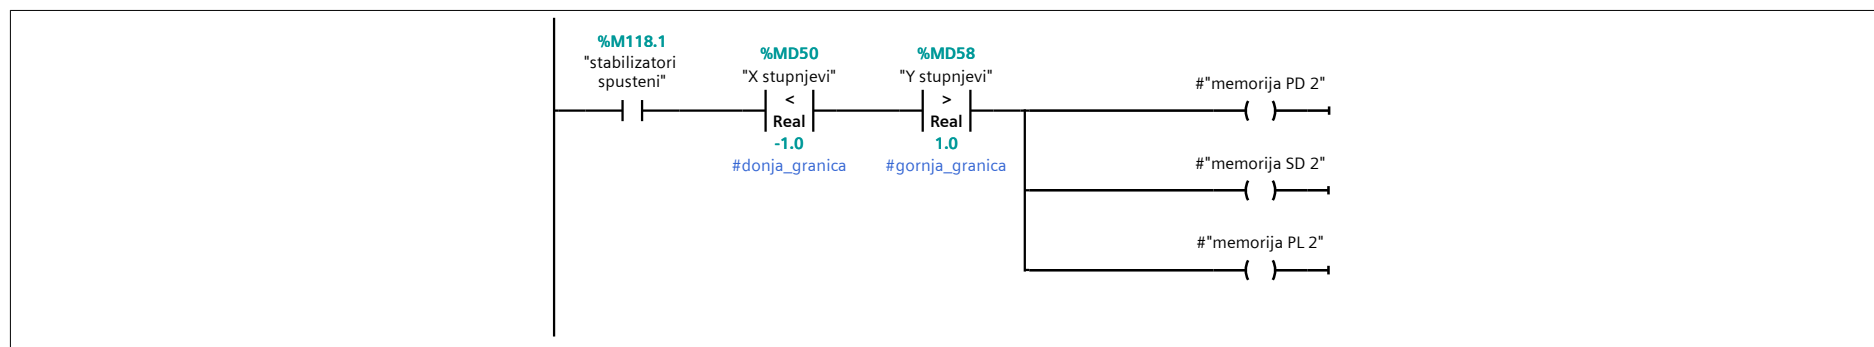 %M118.1
"stabilizatori
spusteni"
%MD50
"X stupnjevi"
<
Real
-1.0
#donja_granica
%MD58
"Y stupnjevi"
>
Real
1.0
#gornja_granica
#"memorija PD 2"
#"memorija SD 2"
#"memorija PL 2"